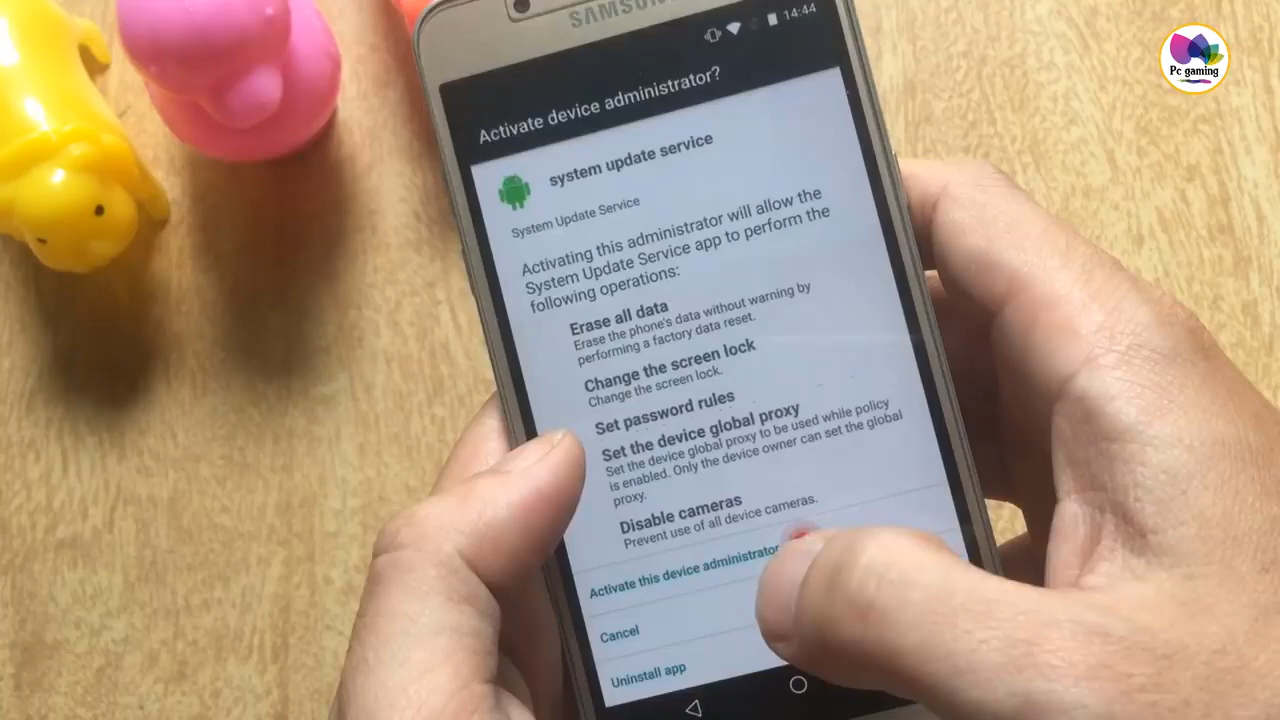 SAMSUNG
14:44
Pc gaming
Activate device administrator?
system update service
System Update Service
Activating this administrator will allow the
System Update Service app to perform the
following operations:
Erase all data
Erase the phone's data without warning by
performing a factory data reset.
Change the screen lock
Change the screen lock.
Set password rules
Set the device global proxy
Set the device global proxy to be used while policy
is enabled. Only the device owner can set the global
proxy.
Disable cameras
Prevent use of all device cameras.
Activate this device administrator
Cancel
Uninstall app